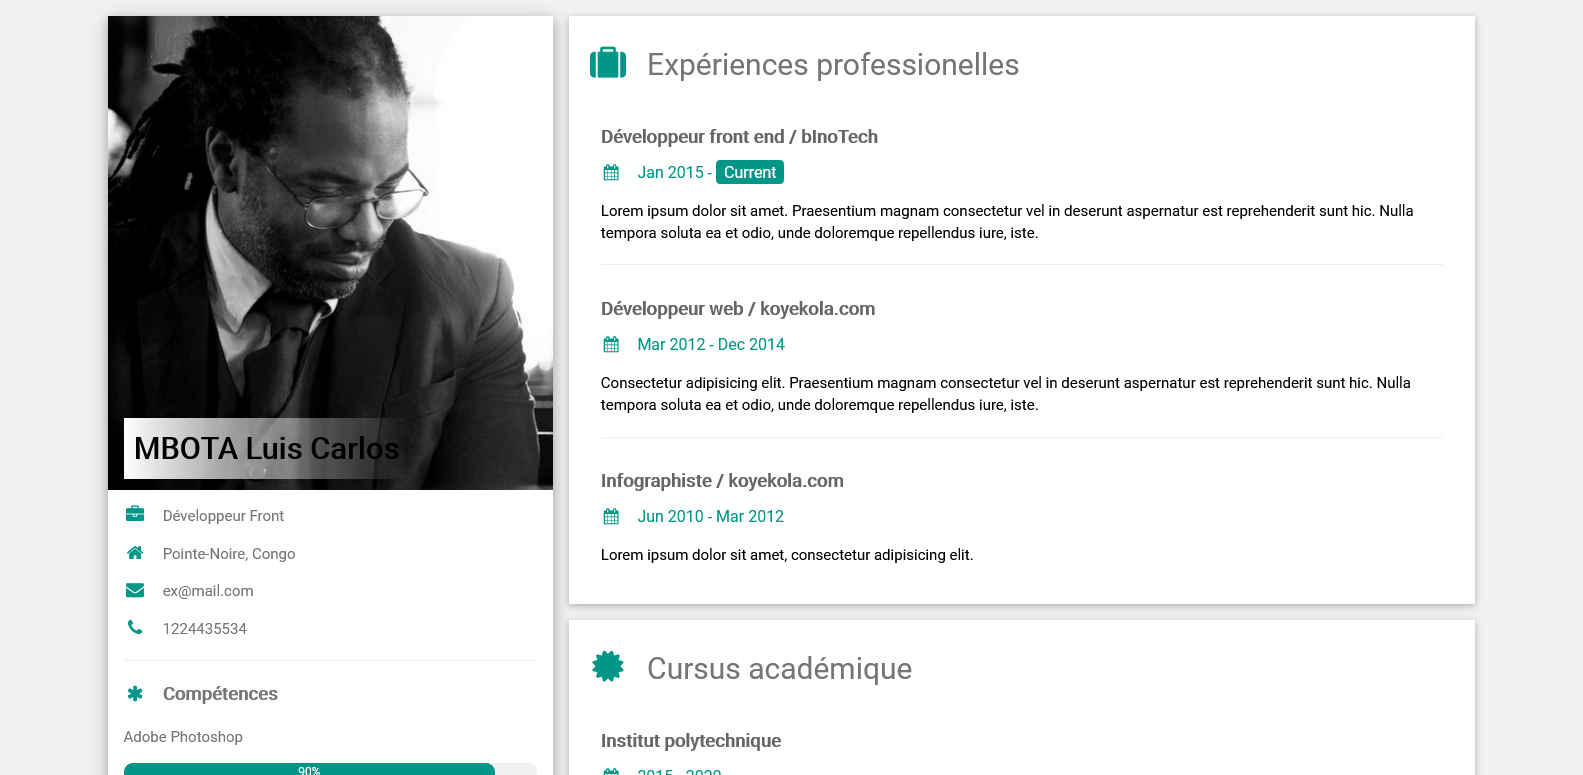 MBOTA Luis Carlos
Développeur Front
Pointe-Noire, Congo
ex@mail.com
1224435534
Compétences
Adobe Photoshop
90%
Expériences professionelles
Développeur front end / bInoTech
Jan 2015 - Current
Lorem ipsum dolor sit amet. Praesentium magnam consectetur vel in deserunt aspernatur est reprehenderit sunt hic. Nulla
tempora soluta ea et odio, unde doloremque repellendus iure, iste.
Développeur web / koyekola.com
Mar 2012 - Dec 2014
Consectetur adipisicing elit. Praesentium magnam consectetur vel in deserunt aspernatur est reprehenderit sunt hic. Nulla
tempora soluta ea et odio, unde doloremque repellendus iure, iste.
Infographiste / koyekola.com
Jun 2010 - Mar 2012
Lorem ipsum dolor sit amet, consectetur adipisicing elit.
Cursus académique
Institut polytechnique
2015 - 2020